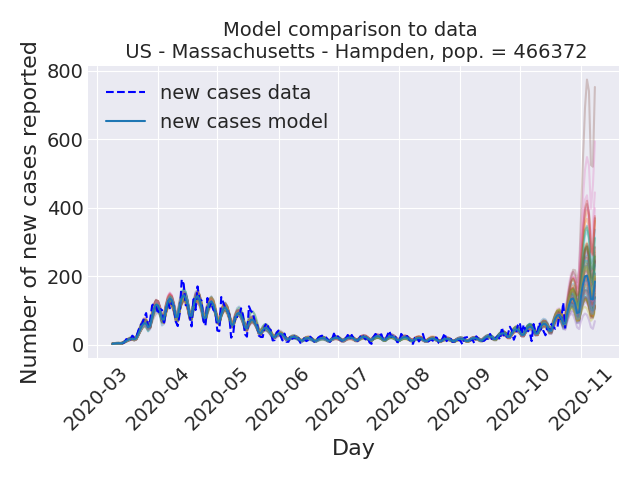 Model comparison to data
US - Massachusetts - Hampden, pop. = 466372
Number of new cases reported
800
600
400
200
0
new cases data
new cases model
2020-03
2020-04
2020-05
2020-06
2020-07
2020-08
2020-09
2020-10
2020-11
Day